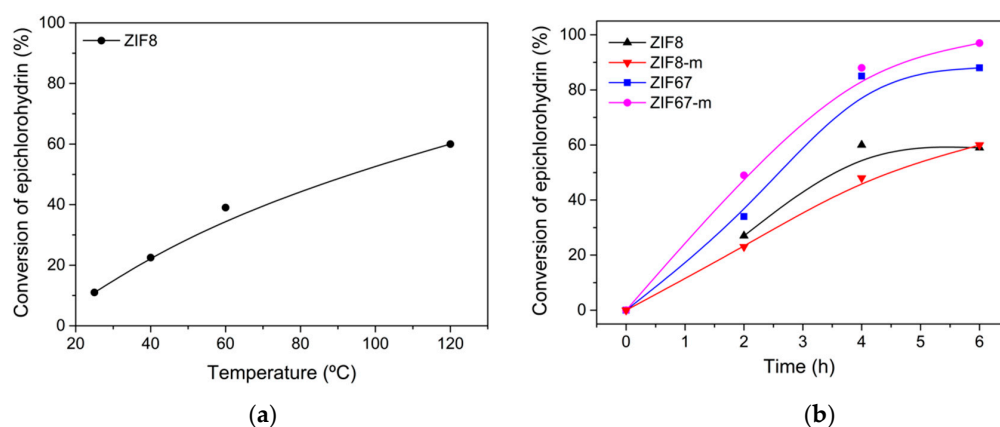 ZIF8
Conversion of epichlorohydrin (%)
100
80
60
40
20
0
20
40
60
80
100
120
Temperature (ºC)
(a)
ZIF8
ZIF8-m
ZIF67
ZIF67-m
Conversion of epichlorohydrin (%)
100
80
60
40
20
0
0
1
2
3
4
5
6
Time (h)
(b)